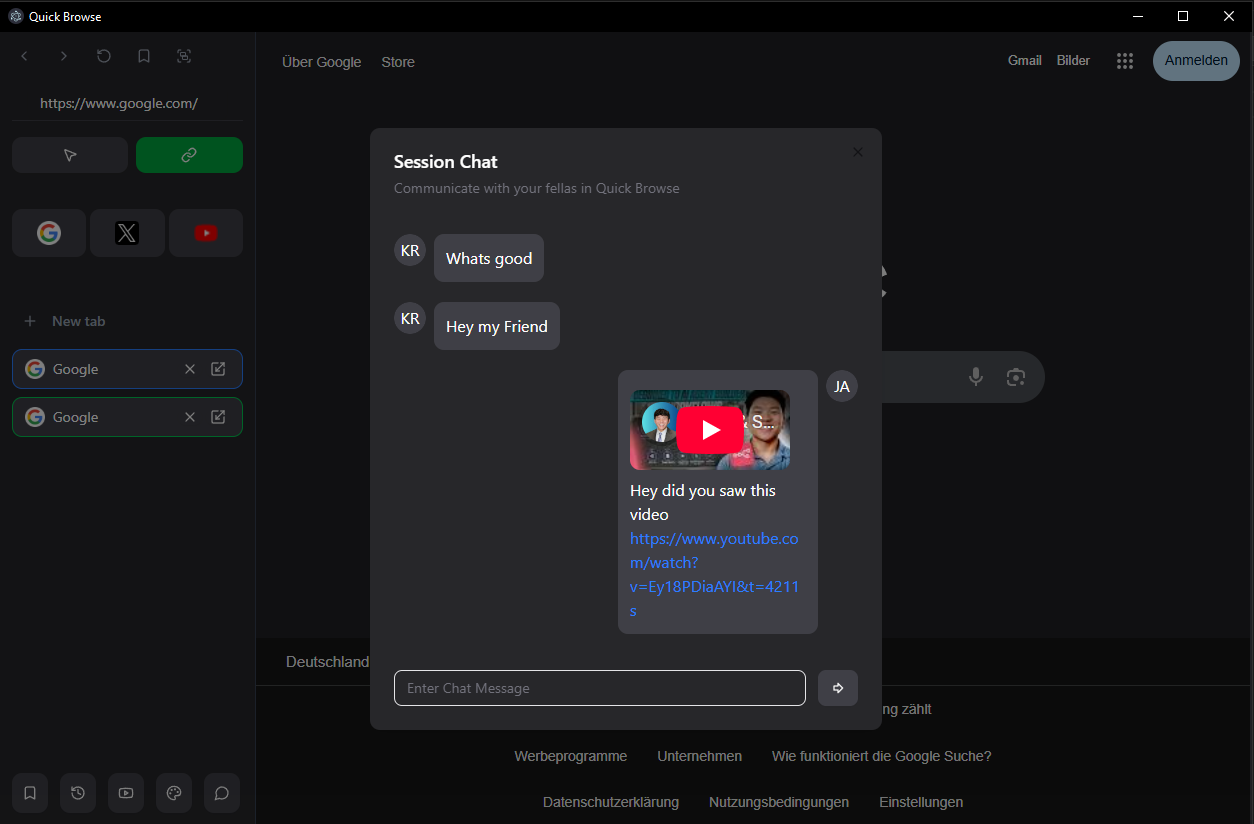 Quick Browse
https://www.google.com/
New tab
Google
Google
Über Google
Store
Gmail
Bilder
Anmelden
Session Chat
Communicate with your fellas in Quick Browse
KR
Whats good
KR
Hey my Friend
JA
& S...
Hey did you saw this
video
https://www.youtube.co
m/watch?
v=Ey18PDiaAYI&t=4211
s
Enter Chat Message
Deutschland
ng zählt
Werbeprogramme
Unternehmen
Wie funktioniert die Google Suche?
Datenschutzerklärung
Nutzungsbedingungen
Einstellungen